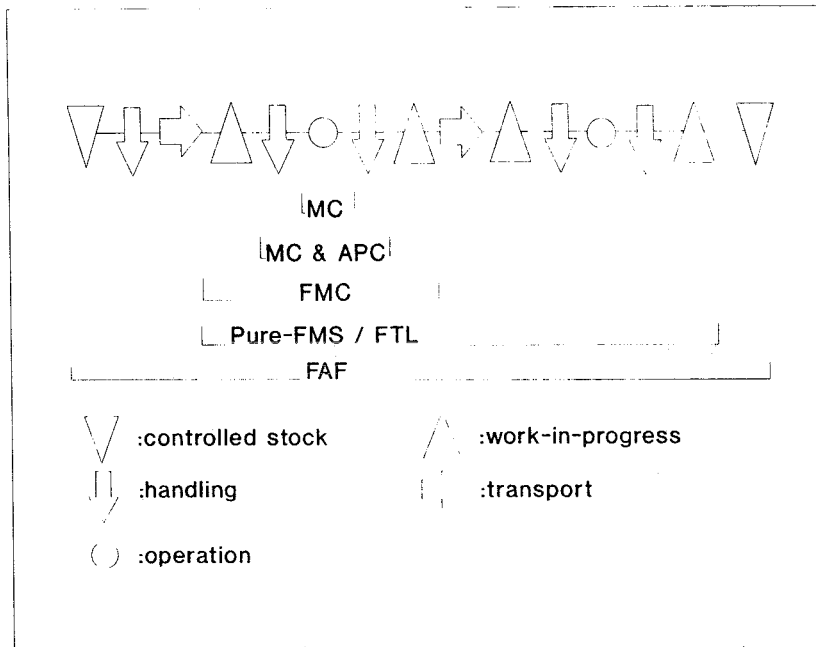 MC
MC & APC
FMC
Pure-FMS / FTL
FAF
:controlled stock
:work-in-progress
:handling
:transport
:operation